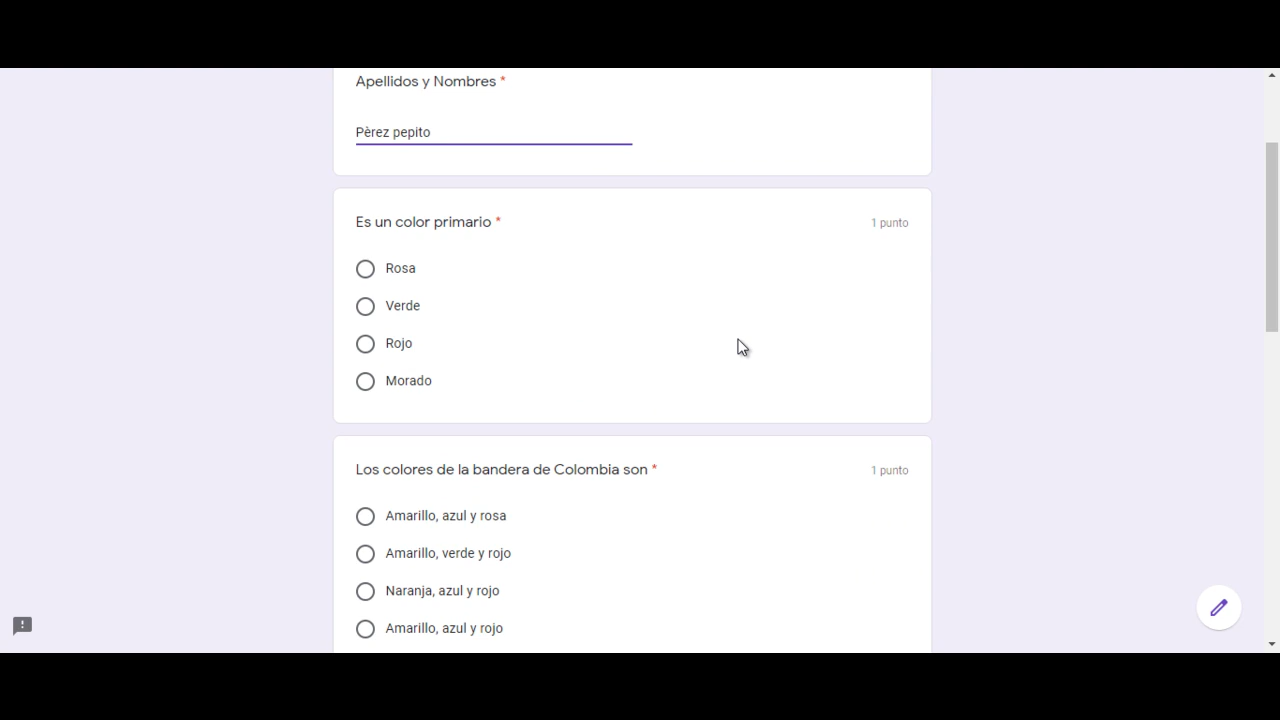 Apellidos y Nombres *
Pèrez pepito
Es un color primario *
1 punto
Rosa
Verde
Rojo
Morado
Los colores de la bandera de Colombia son *
1 punto
Amarillo, azul y rosa
Amarillo, verde y rojo
Naranja, azul y rojo
Amarillo, azul y rojo